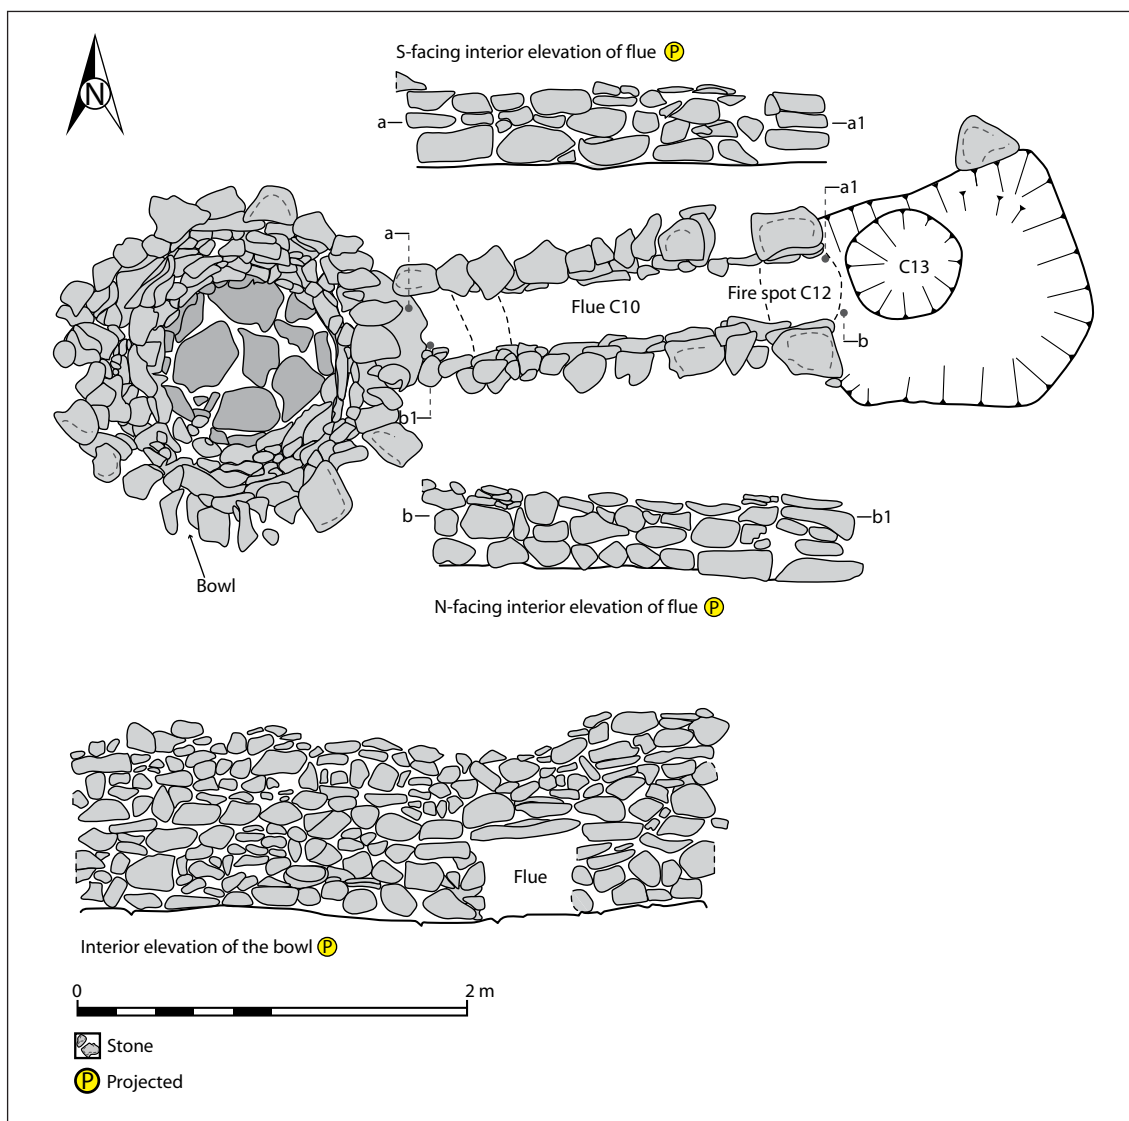 S-facing interior elevation of flue P
N
a
a1
a1
a
C13
Flue C10
Fire spot C12
b
b1
b
b1
Bowl
N-facing interior elevation of flue P
Flue
Interior elevation of the bowl P
0
2 m
Stone
P Projected